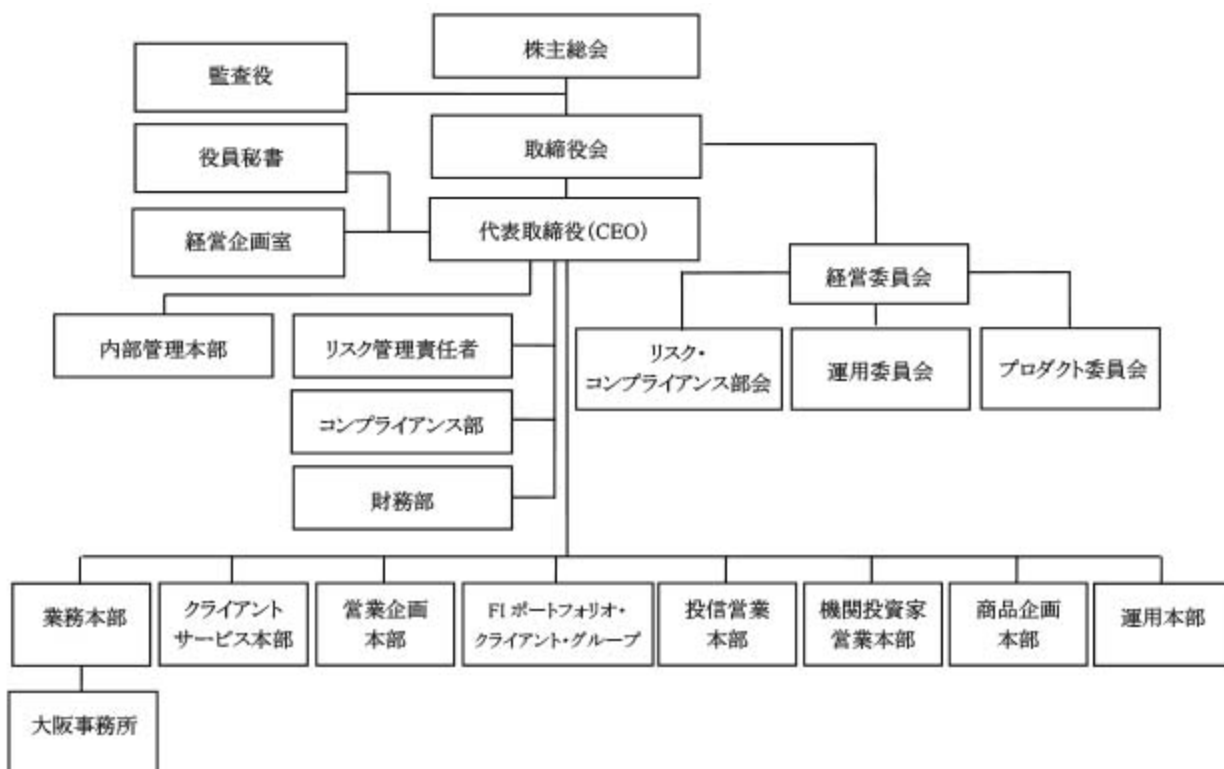 株主総会
監査役
取締役会
役員秘書
代表取締役(CEO)
経営企画室
経営委員会
内部管理本部
リスク管理責任者
リスク・
コンプライアンス部会
運用委員会
プロダクト委員会
コンプライアンス部
財務部
業務本部
クライアント
サービス本部
営業企画
本部
FIポートフォリオ・
クライアント・グループ
投信営業
本部
機関投資家
営業本部
商品企画
本部
運用本部
大阪事務所